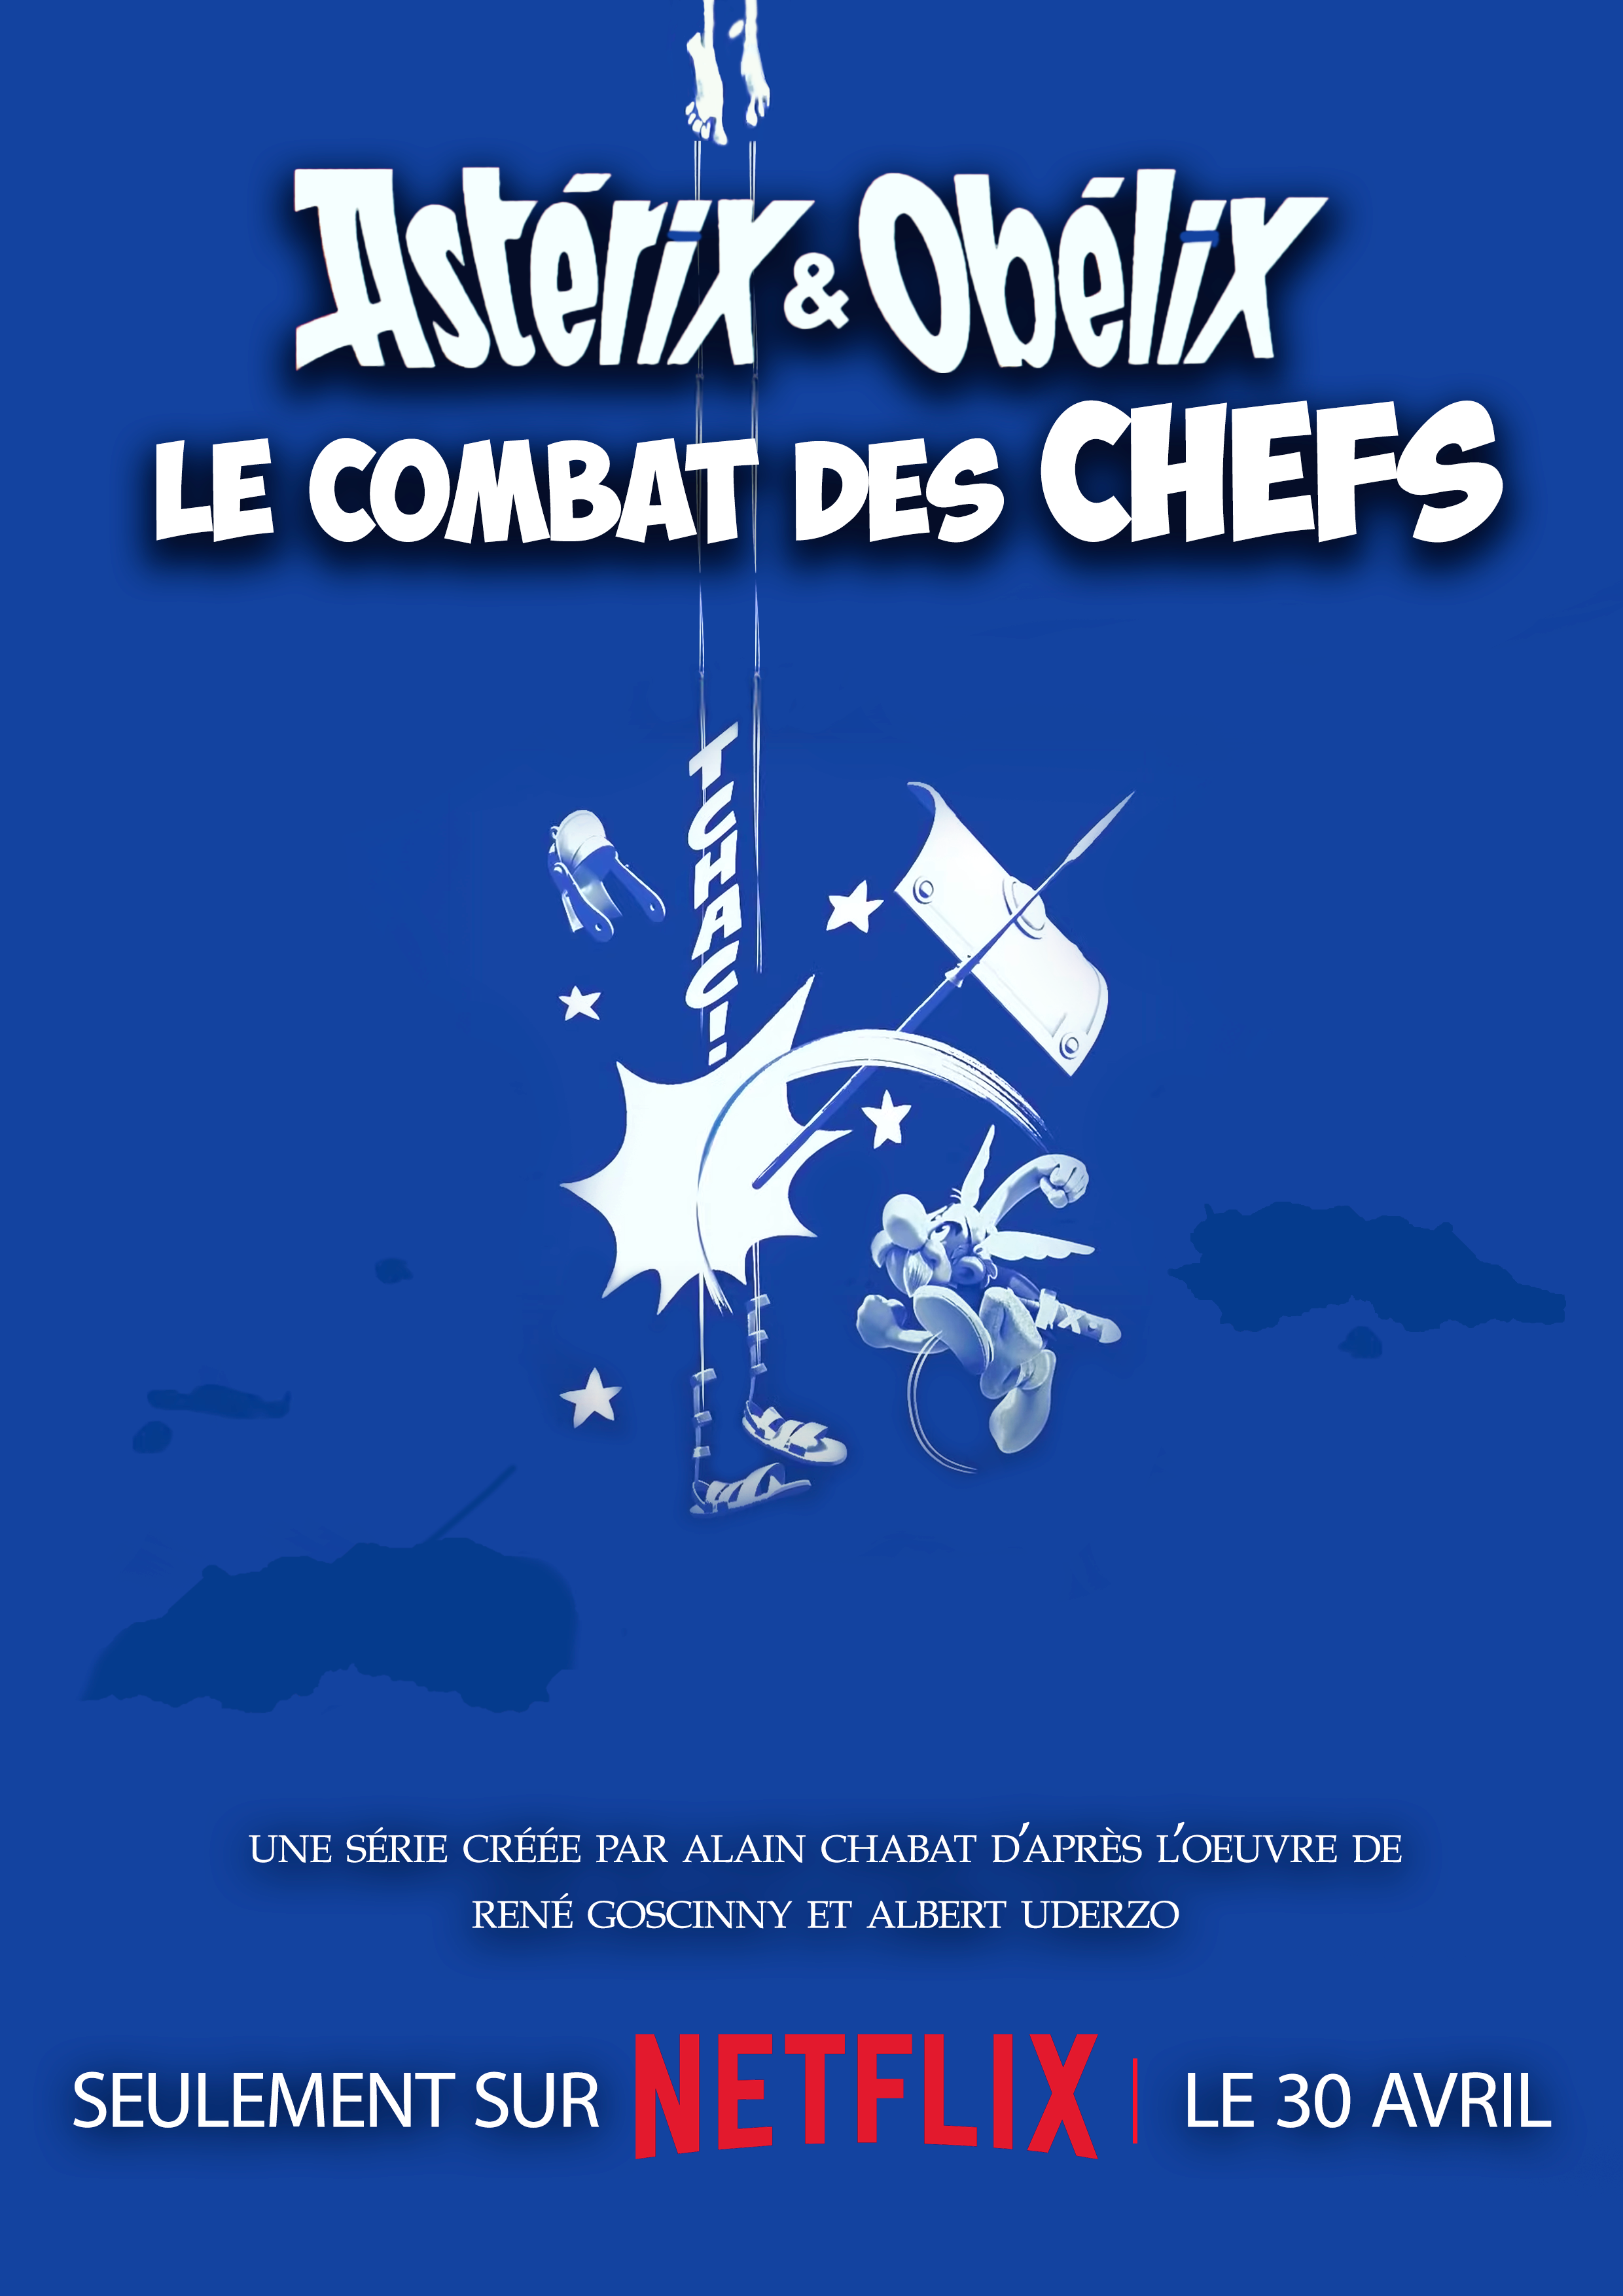 Astérix & Obélix
LE COMBAT DES CHEFS
TCHAC!
UNE SÉRIE CRÉÉE PAR ALAIN CHABAT D'APRÈS L'OEUVRE DE
RENÉ GOSCINNY ET ALBERT UDERZO
SEULEMENT SUR NETFLIX | LE 30 AVRIL